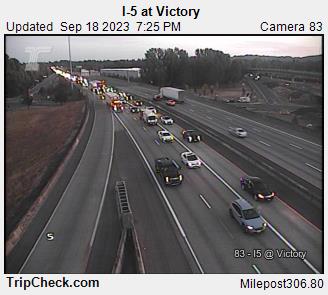 I-5 at Victory
Updated Sep 18 2023 7:25 PM Camera 83
S
83 - I5 @ Victory
TripCheck.com Milepost306.80